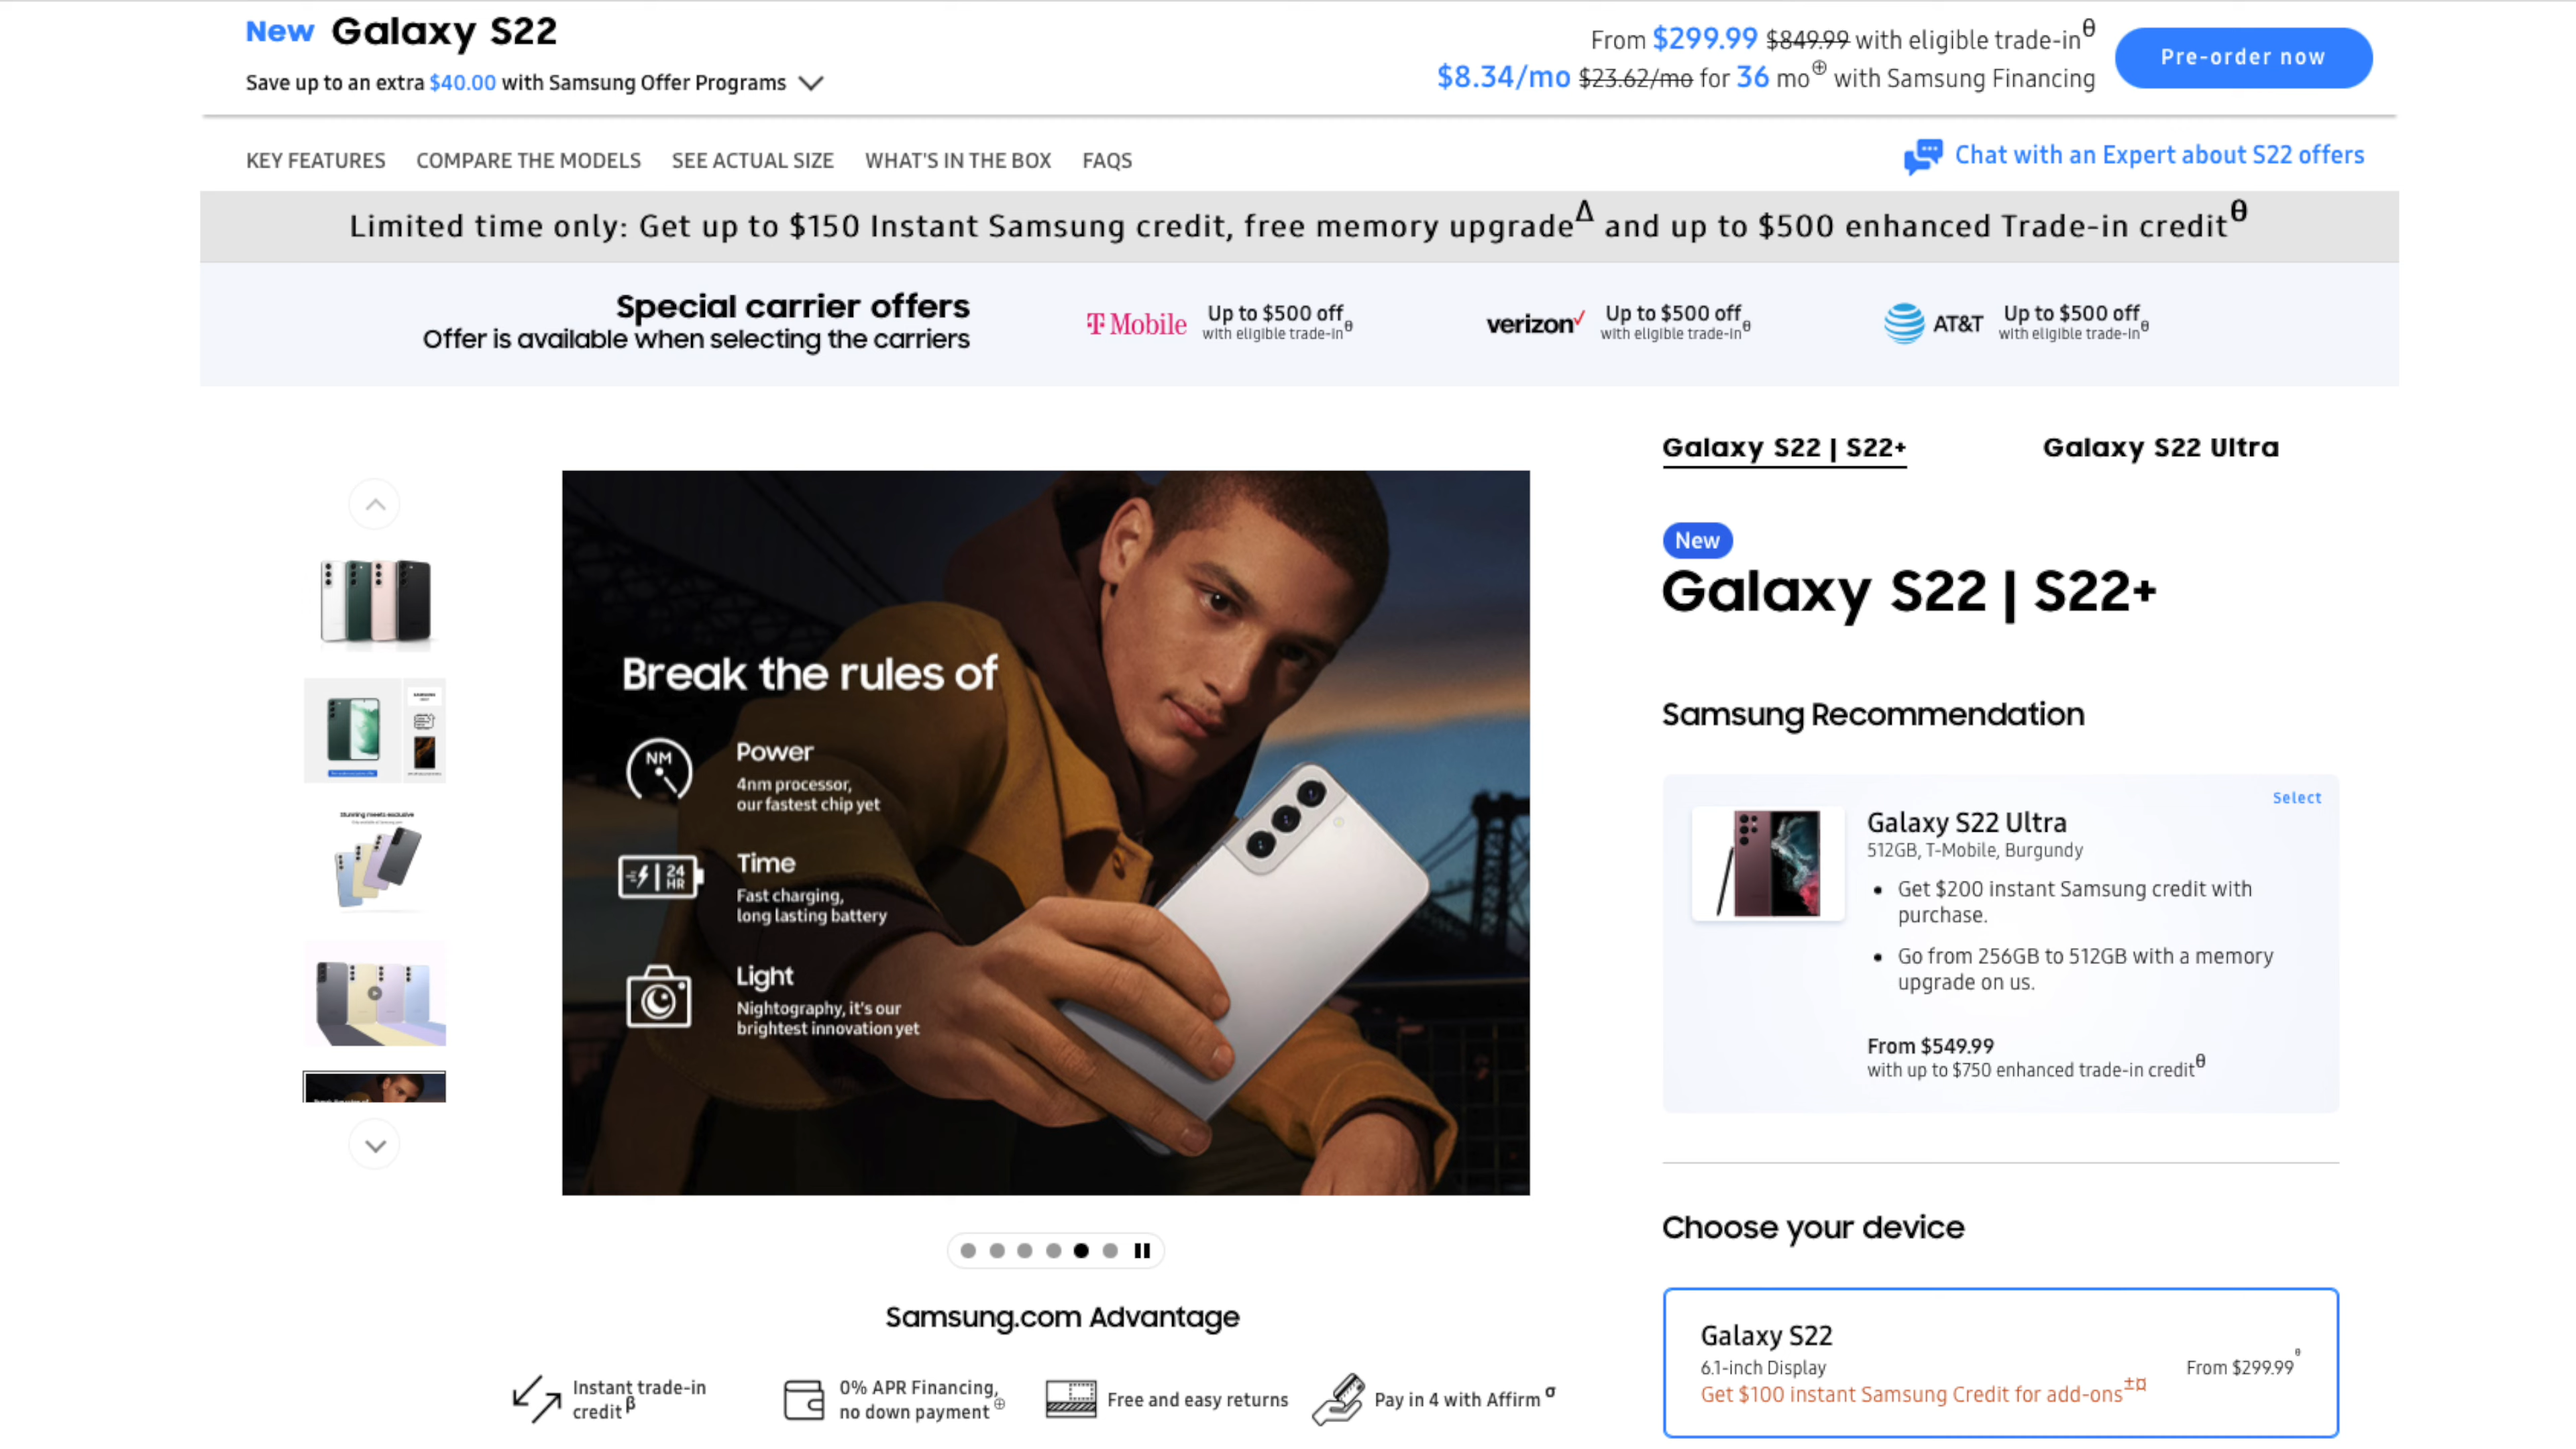 New Galaxy S22
Save up to an extra $40.00 with Samsung Offer Programs
From $299.99 $849.99 with eligible trade-in θ
$8.34/mo $23.62/mo for 36 mo⊕ with Samsung Financing
Pre-order now
KEY FEATURES COMPARE THE MODELS SEE ACTUAL SIZE WHAT'S IN THE BOX FAQS
Chat with an Expert about S22 offers
Limited time only: Get up to $150 Instant Samsung credit, free memory upgradeΔ and up to $500 enhanced Trade-in creditθ
Special carrier offers
Offer is available when selecting the carriers
T Mobile
Up to $500 off
with eligible trade-inθ
verizon✓
Up to $500 off
with eligible trade-inθ
AT&T
Up to $500 off
with eligible trade-inθ
Galaxy S22 | S22+
Galaxy S22 Ultra
Stunning meets exclusive
Break the rules of
NM
Power
4nm processor,
our fastest chip yet
24
HR
Time
Fast charging,
long lasting battery
Light
Nightography, it's our
brightest innovation yet
Samsung.com Advantage
Instant trade-in
credit β
0% APR Financing,
no down payment ⊕
Free and easy returns
Pay in 4 with Affirm σ
New
Galaxy S22 | S22+
Samsung Recommendation
Select
Galaxy S22 Ultra
512GB, T-Mobile, Burgundy
• Get $200 instant Samsung credit with
purchase.
• Go from 256GB to 512GB with a memory
upgrade on us.
From $549.99
with up to $750 enhanced trade-in creditθ
Choose your device
Galaxy S22
6.1-inch Display
From $299.99θ
Get $100 instant Samsung Credit for add-ons±¤